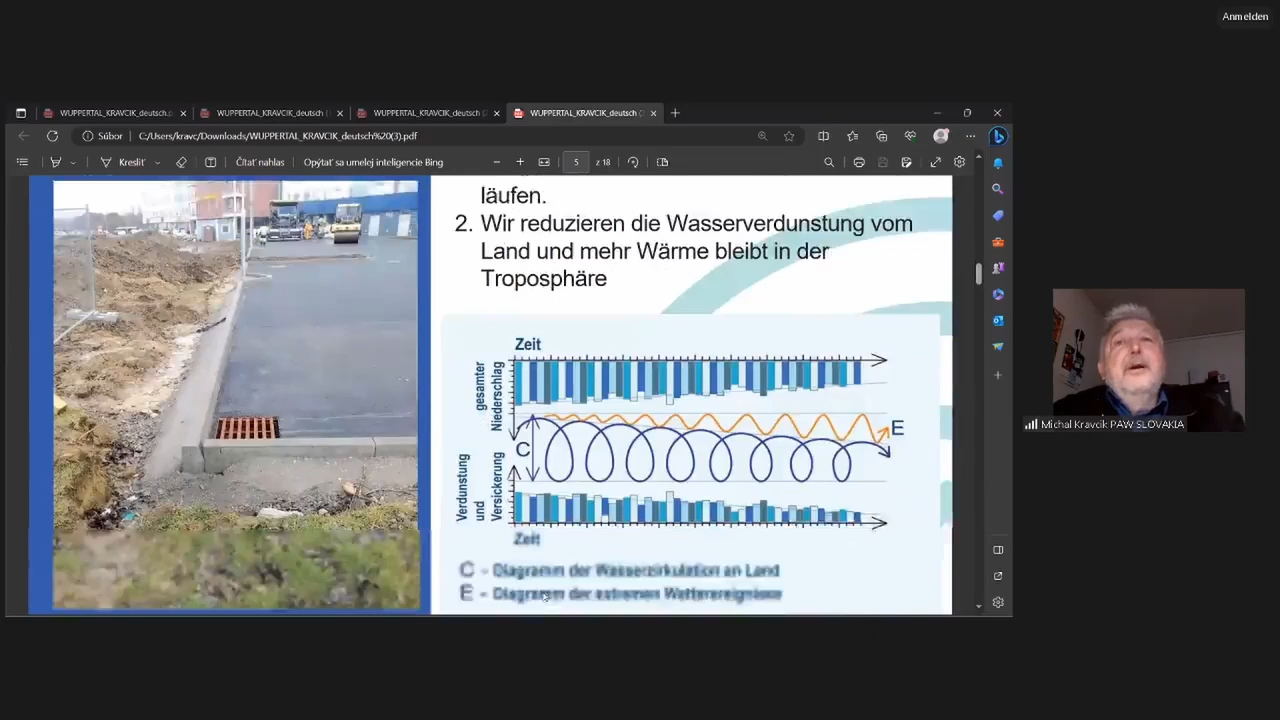 Anmelden
WUPPERTAL_KRAVCIK_deutsch.p
WUPPERTAL_KRAVCIK_deutsch (
WUPPERTAL_KRAVCIK_deutsch (
WUPPERTAL_KRAVCIK_deutsch (
Súbor C:/Users/kravc/Downloads/WUPPERTAL_KRAVCIK_deutsch%20(3).pdf
Kresliť Čítať nahlas Opýtať sa umelej inteligencie Bing 5 z 18
läufen.
2. Wir reduzieren die Wasserverdunstung vom
Land und mehr Wärme bleibt in der
Troposphäre
Zeit
gesamter
Niederschlag
E
C
Verdunstung
und
Versickerung
Zeit
C - Diagramm der Wasserzirkulation an Land
E - Diagramm der extremen Wetterereignisse
Michal Kravcik PAW SLOVAKIA